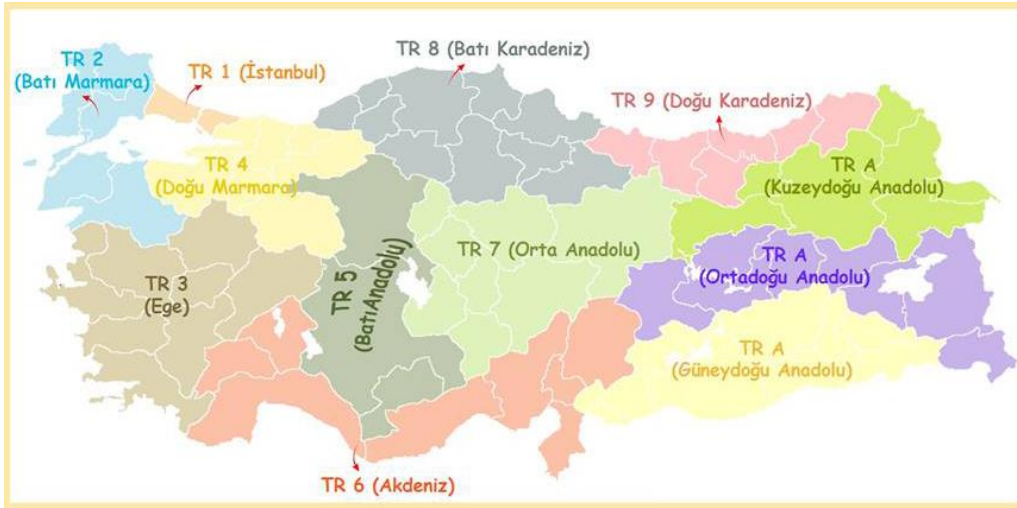 TR 8 (Batı Karadeniz)
TR 2
(Batı Marmara)
TR 1 (İstanbul)
TR 9 (Doğu Karadeniz)
TR 4
(Doğu Marmara)
TR A
(Kuzeydoğu Anadolu)
TR 7 (Orta Anadolu)
TR A
(Ortadoğu Anadolu)
TR 3
(Ege)
TR 5
(BatıAnadolu)
TR A
(Güneydoğu Anadolu)
TR 6 (Akdeniz)